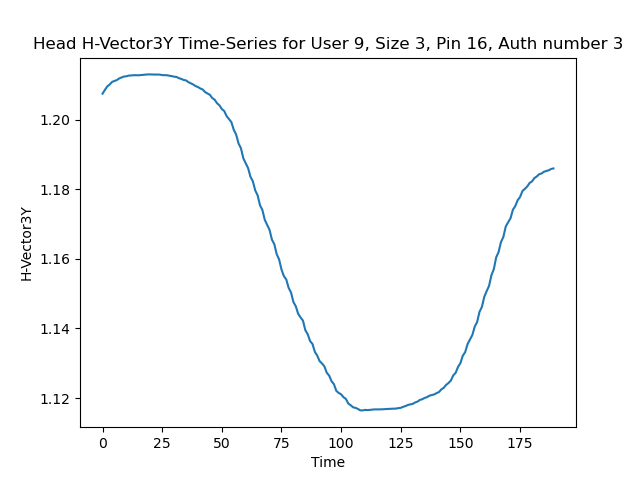 Head H-Vector3Y Time-Series for User 9, Size 3, Pin 16, Auth number 3
1.20
1.18
1.16
1.14
1.12
H-Vector3Y
0 25 50 75 100 125 150 175
Time